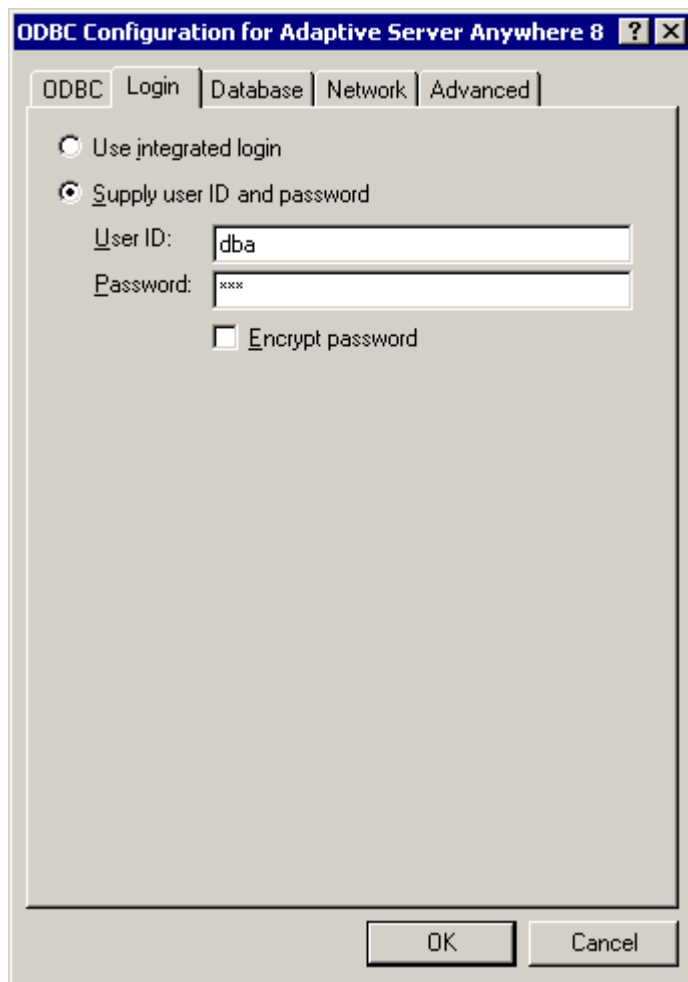 ODBC Configuration for Adaptive Server Anywhere 8 ? X
ODBC Login Database Network Advanced
Use integrated login
Supply user ID and password
User ID: dba
Password: ***
Encrypt password
OK Cancel